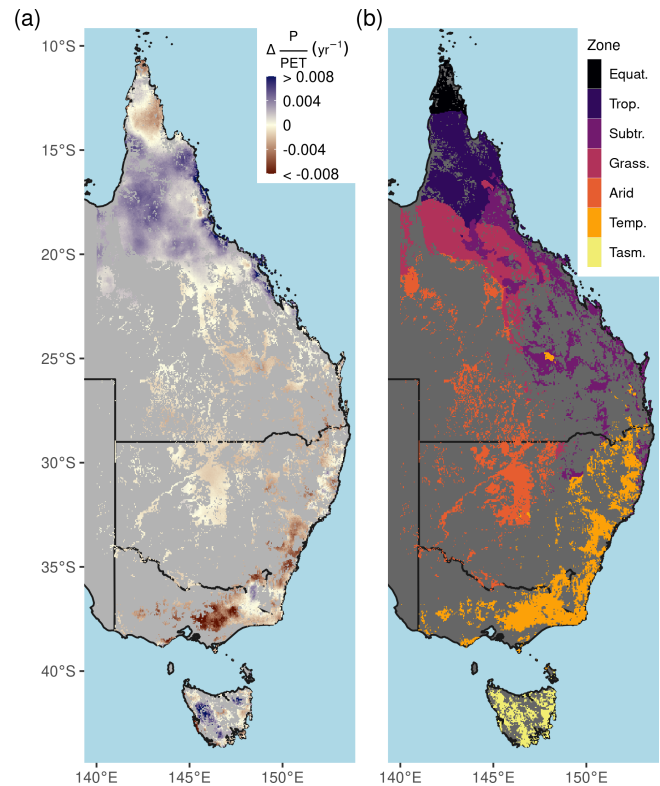 (a)
(b)
Δ P/PET (yr⁻¹)
> 0.008
0.004
0
-0.004
< -0.008
Zone
Equat.
Trop.
Subtr.
Grass.
Arid
Temp.
Tasm.
10°S
15°S
20°S
25°S
30°S
35°S
40°S
140°E
145°E
150°E
140°E
145°E
150°E